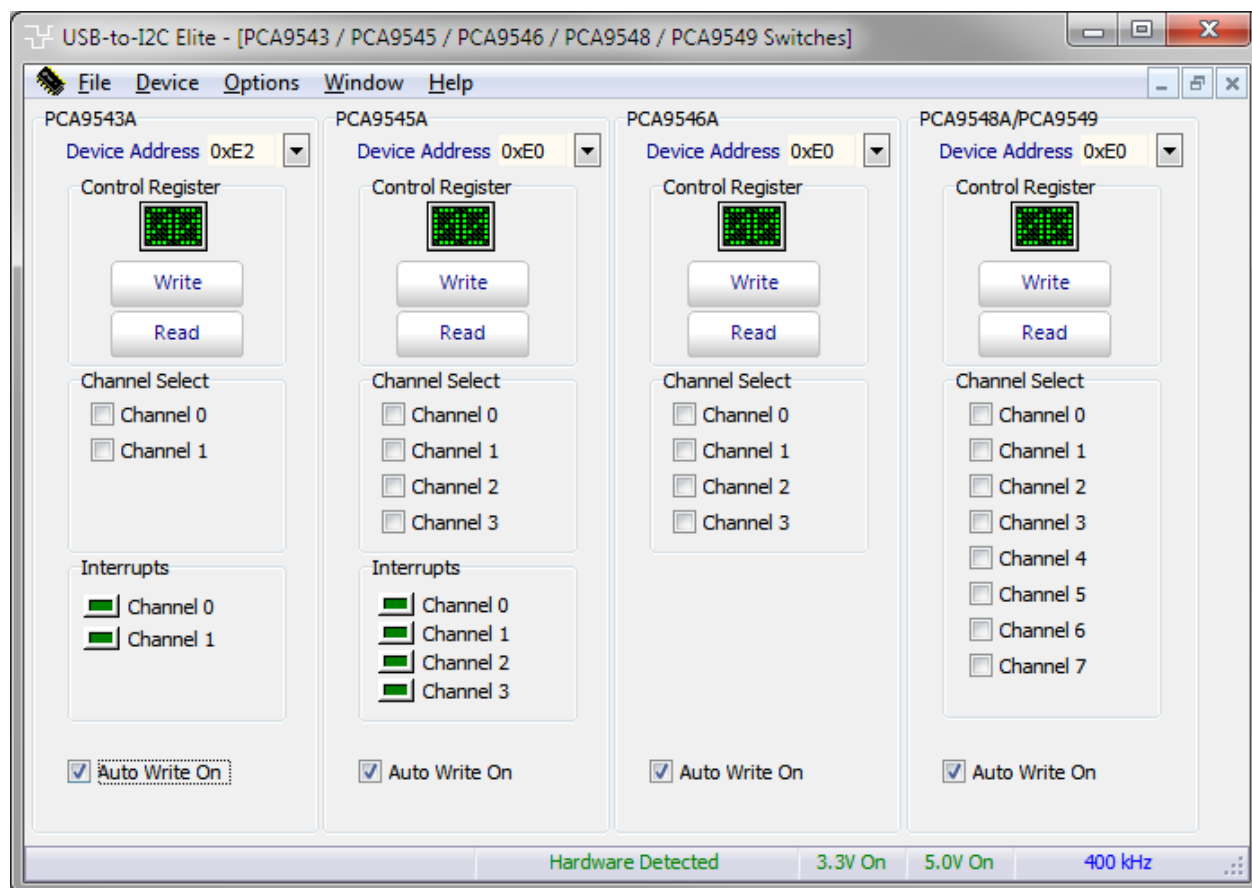 USB-to-I2C Elite - [PCA9543 / PCA9545 / PCA9546 / PCA9548 / PCA9549 Switches]
File Device Options Window Help
PCA9543A
Device Address 0xE2
Control Register
00
Write
Read
Channel Select
Channel 0
Channel 1
Interrupts
Channel 0
Channel 1
Auto Write On
PCA9545A
Device Address 0xE0
Control Register
00
Write
Read
Channel Select
Channel 0
Channel 1
Channel 2
Channel 3
Interrupts
Channel 0
Channel 1
Channel 2
Channel 3
Auto Write On
PCA9546A
Device Address 0xE0
Control Register
00
Write
Read
Channel Select
Channel 0
Channel 1
Channel 2
Channel 3
Auto Write On
PCA9548A/PCA9549
Device Address 0xE0
Control Register
00
Write
Read
Channel Select
Channel 0
Channel 1
Channel 2
Channel 3
Channel 4
Channel 5
Channel 6
Channel 7
Auto Write On
Hardware Detected 3.3V On 5.0V On 400 kHz